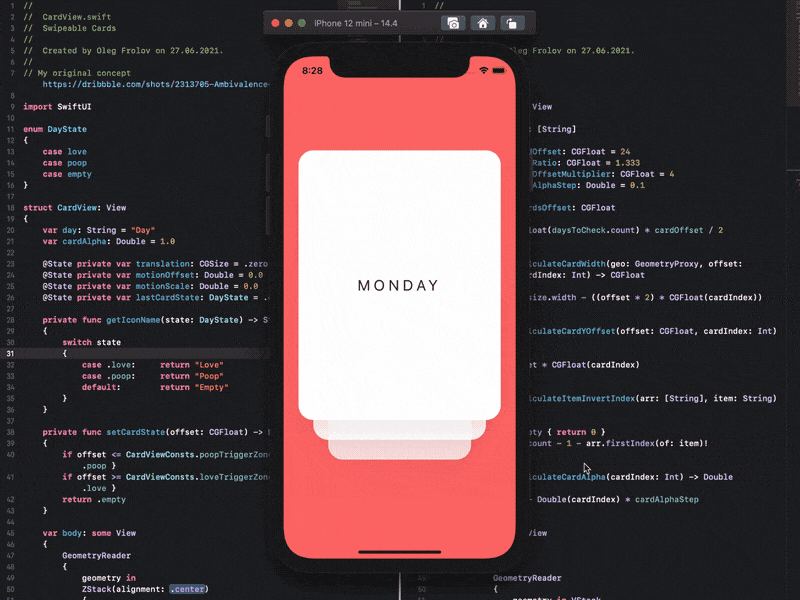 1 //
2 // CardView.swift
3 // Swipeable Cards
4 //
5 // Created by Oleg Frolov on 27.06.2021.
6 //
7 // My original concept
https://dribbble.com/shots/2313705-Ambivalence-
8
9 import SwiftUI
10
11 enum DayState
12 {
13 case love
14 case poop
15 case empty
16 }
17
18 struct CardView: View
19 {
20 var day: String = "Day"
21 var cardAlpha: Double = 1.0
22
23 @State private var translation: CGSize = .zero
24 @State private var motionOffset: Double = 0.0
25 @State private var motionScale: Double = 0.0
26 @State private var lastCardState: DayState = .
27
28 private func getIconName(state: DayState) -> S
29 {
30 switch state
31 {
32 case .love: return "Love"
33 case .poop: return "Poop"
34 default: return "Empty"
35 }
36 }
37
38 private func setCardState(offset: CGFloat) ->
39 {
40 if offset <= CardViewConsts.poopTriggerZon
.poop }
41 if offset >= CardViewConsts.loveTriggerZon
.love }
42 return .empty
43 }
44
45 var body: some View
46 {
47 GeometryReader
48 {
49 geometry in
50 ZStack(alignment: .center)
{
iPhone 12 mini – 14.4
8:28
MONDAY
//
Oleg Frolov on 27.06.2021.
View
: [String]
Offset: CGFloat = 24
Ratio: CGFloat = 1.333
OffsetMultiplier: CGFloat = 4
AlphaStep: Double = 0.1
rdsOffset: CGFloat
loat(daysToCheck.count) * cardOffset / 2
lculateCardWidth(geo: GeometryProxy, offset:
rdIndex: Int) -> CGFloat
size.width - ((offset * 2) * CGFloat(cardIndex))
lculateCardYOffset(offset: CGFloat, cardIndex: Int)
et * CGFloat(cardIndex)
lculateItemInvertIndex(arr: [String], item: String)
pty { return 0 }
count - 1 - arr.firstIndex(of: item)!
lculateCardAlpha(cardIndex: Int) -> Double
- Double(cardIndex) * cardAlphaStep
View
GeometryReader
{
geometry in VStack